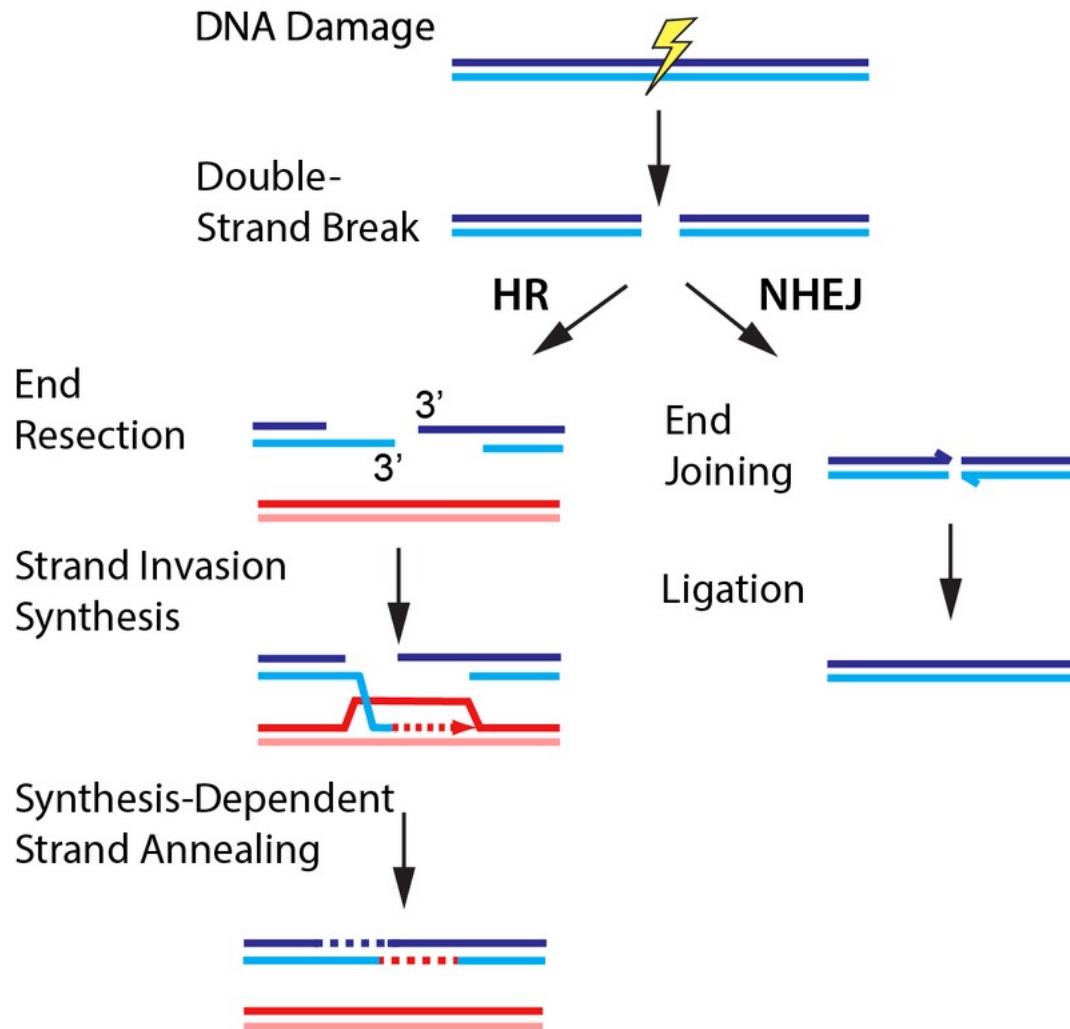 DNA Damage
Double-
Strand Break
HR
NHEJ
End
Resection
3’
3’
End
Joining
Strand Invasion
Synthesis
Ligation
Synthesis-Dependent
Strand Annealing